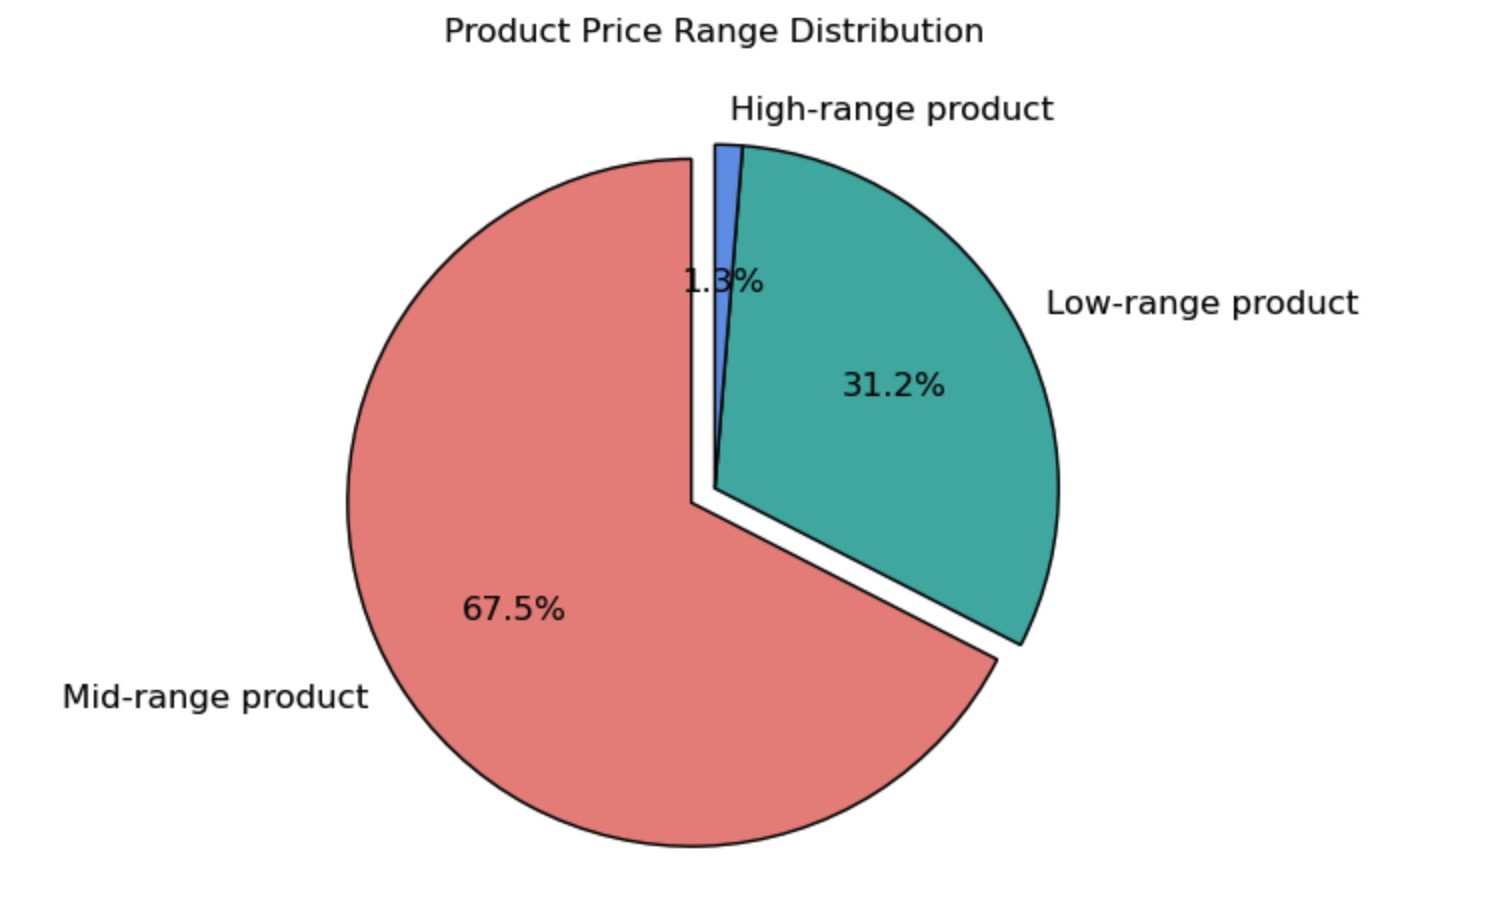 Product Price Range Distribution
High-range product
1.3%
Low-range product
31.2%
67.5%
Mid-range product